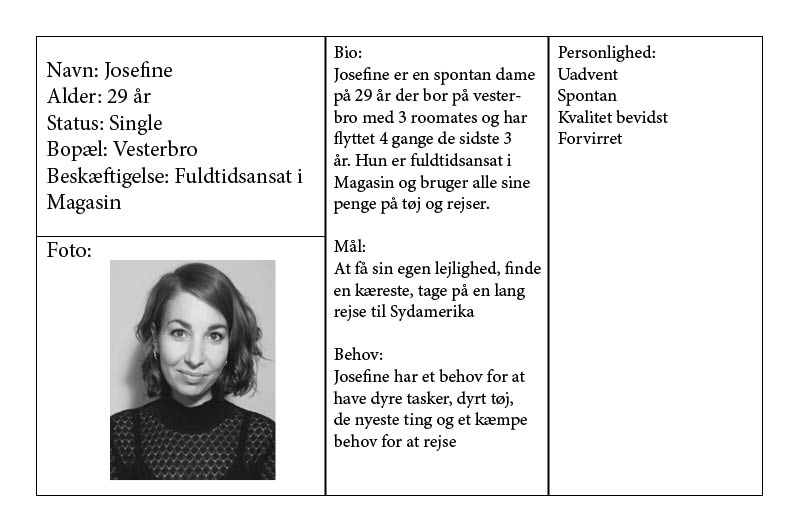 Navn: Josefine
Alder: 29 år
Status: Single
Bopæl: Vesterbro
Beskæftigelse: Fuldtidsansat i
Magasin
Foto:
Bio:
Josefine er en spontan dame
på 29 år der bor på vester-
bro med 3 roomates og har
flyttet 4 gange de sidste 3
år. Hun er fuldtidsansat i
Magasin og bruger alle sine
penge på tøj og rejser.
Mål:
At få sin egen lejlighed, finde
en kæreste, tage på en lang
rejse til Sydamerika
Behov:
Josefine har et behov for at
have dyre tasker, dyrt tøj,
de nyeste ting og et kæmpe
behov for at rejse
Personlighed:
Uadvent
Spontan
Kvalitet bevidst
Forvirret